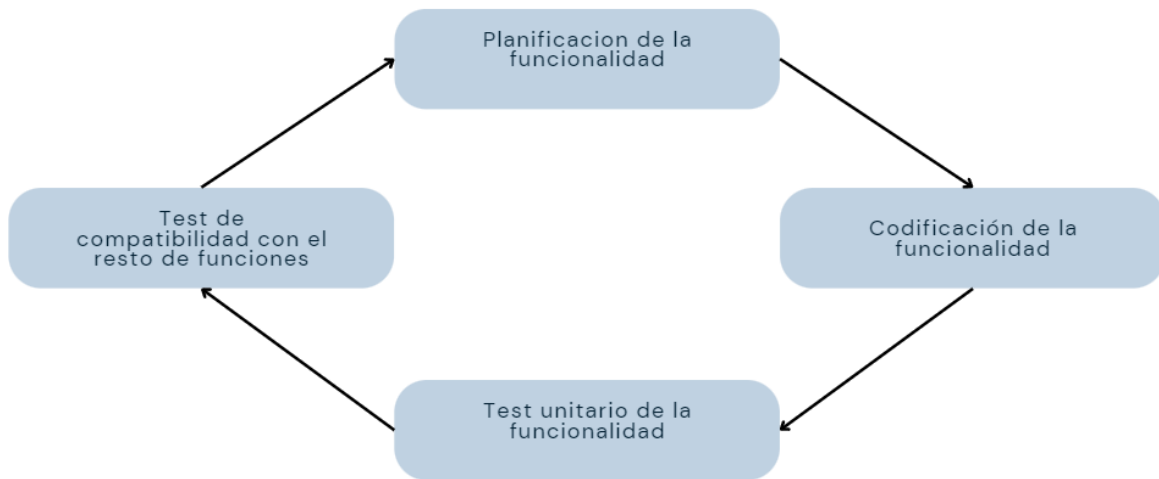 Planificacion de la
funcionalidad
Codificación de la
funcionalidad
Test unitario de la
funcionalidad
Test de
compatibilidad con el
resto de funciones